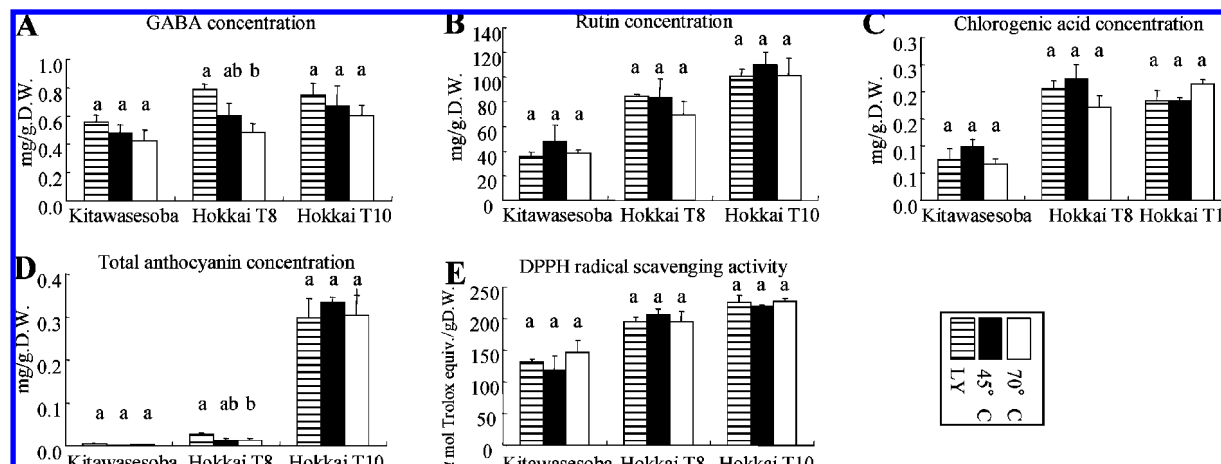 A GABA concentration
a a a
a ab b
a a a
mg/g.D.W.
1.0
0.8
0.6
0.4
0.2
0.0
Kitawasesoba Hokkai T8 Hokkai T10
B Rutin concentration
a a a
a a a
a a a
mg/g.D.W.
140
120
100
80
60
40
20
0
Kitawasesoba Hokkai T8 Hokkai T10
C Chlorogenic acid concentration
a a a
a a a
a a a
mg/g.D.W.
0.3
0.3
0.2
0.2
0.1
0.1
0.0
Kitawasesoba Hokkai T8 Hokkai T1
D Total anthocyanin concentration
a a a
a ab b
a a a
mg/g.D.W.
0.4
0.3
0.2
0.1
0.0
Kitawasesoba Hokkai T8 Hokkai T10
E DPPH radical scavenging activity
a a a
a a a
a a a
mol Trolox equiv./gD.W.
250
200
150
100
50
0
Kitawasesoba Hokkai T8 Hokkai T10
LY
45° C
70° C